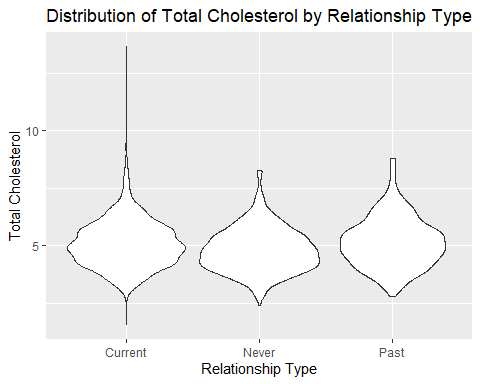 Distribution of Total Cholesterol by Relationship Type
Total Cholesterol
10
5
Current Never Past
Relationship Type